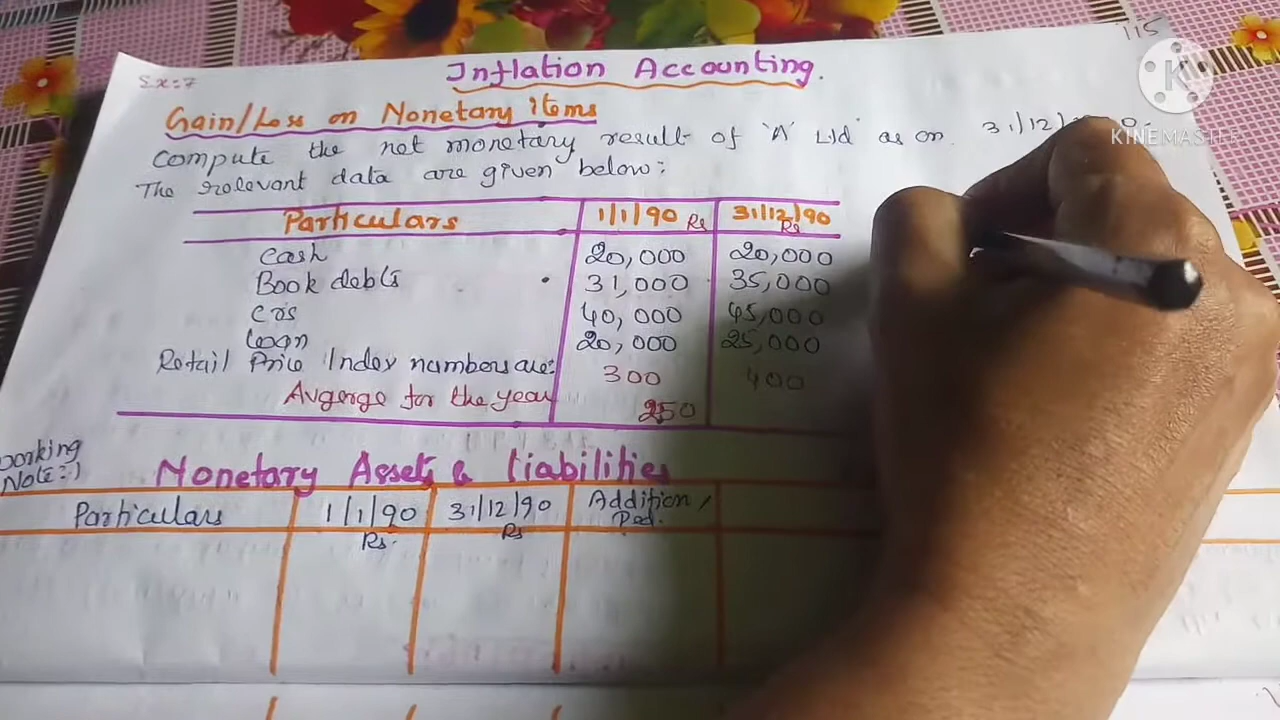 115
Ex:7
Inflation Accounting.
Gain/Loss on Monetary items
Compute the net monetary result of 'A' Ltd as on 31/12/
The relevant data are given below:
Particulars 1/1/90 Rs 31/12/90 Rs
Cash 20,000 20,000
Book debts 31,000 35,000
Crs 40,000 45,000
Loan 20,000 25,000
Retail Price Index numbers are: 300 400
Avgerge for the year 250
Working
Note:1)
Monetary Assets & Liabilities
Particulars 1/1/90 Rs. 31/12/90 Rs Addition / Ded.
K
KINEMASTER